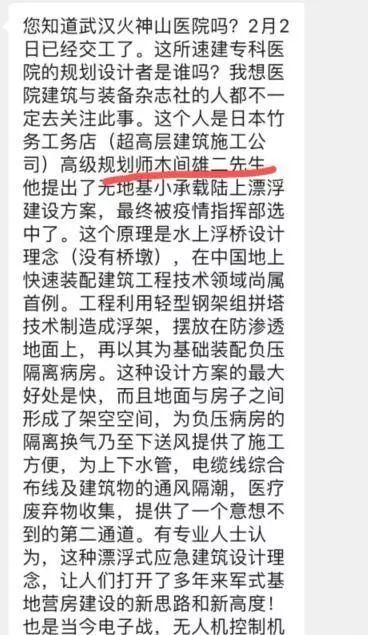 您知道武汉火神山医院吗？2月2
日已经交工了。这所速建专科医
院的规划设计者是谁吗？我想医
院建筑与装备杂志社的人都不一
定去关注此事。这个人是日本竹
务工务店（超高层建筑施工公
司）高级规划师木间雄二先生，
他提出了无地基小承载陆上漂浮
建设方案，最终被疫情指挥部选
中了。这个原理是水上浮桥设计
理念（没有桥墩），在中国地上
快速装配建筑工程技术领域尚属
首例。工程利用轻型钢架组拼塔
技术制造成浮架，摆放在防渗透
地面上，再以其为基础装配负压
隔离病房。这种设计方案的最大
好处是快，而且地面与房子之间
形成了架空空间，为负压病房的
隔离换气乃至下送风提供了施工
方便，为上下水管，电缆线综合
布线及建筑物的通风隔潮，医疗
废弃物收集，提供了一个意想不
到的第二通道。有专业人士认
为，这种漂浮式应急建筑设计理
念，让人们打开了多年来军式基
地营房建设的新思路和新高度！
也是当今电子战，无人机控制机